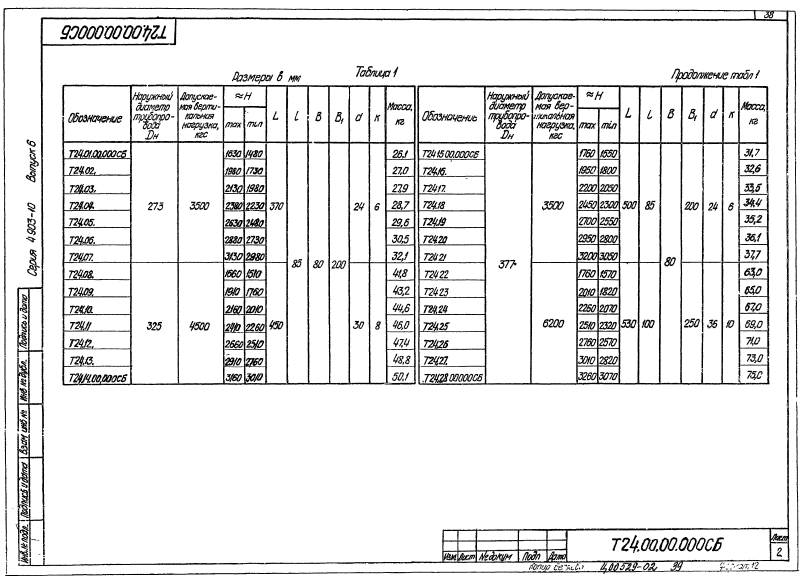 38
Т24.00.00.000СБ
Размеры в мм Таблица 1
Продолжение табл 1
Обозначение Наружный диаметр трубопровода Dн Допускаемая вертикальная нагрузка, кгс ≈H max min L l B B₁ d к Масса, кг
Т24.01.00.000СБ 273 3500 1630 1480 370 85 80 200 24 6 26,1
Т24.02. 1980 1730 27,0
Т24.03. 2130 1980 27,9
Т24.04. 2380 2230 28,7
Т24.05. 2630 2480 29,6
Т24.06. 2880 2730 30,5
Т24.07. 3130 2980 32,1
Т24.08. 325 4500 1660 1510 450 30 8 41,8
Т24.09. 1910 1760 43,2
Т24.10. 2160 2010 44,6
Т24.11 2410 2260 46,0
Т24.12. 2660 2510 47,4
Т24.13. 2910 2760 48,8
Т24.14.00.000СБ 3160 3010 50,1
Обозначение Наружный диаметр трубопровода Dн Допускаемая вертикальная нагрузка, кгс ≈H max min L l B B₁ d к Масса, кг
Т24.15.00.000СБ 377 3500 1760 1550 500 85 80 200 24 6 31,7
Т24.16. 1950 1800 32,6
Т24.17. 2200 2050 33,5
Т24.18 2450 2300 34,4
Т24.19 2700 2550 35,2
Т24.20 2950 2800 36,1
Т24.21 3200 3050 37,7
Т24.22 6200 1760 1570 530 100 250 36 10 63,0
Т24.23 2010 1820 65,0
Т24.24 2260 2070 67,0
Т24.25 2510 2320 69,0
Т24.26 2760 2570 71,0
Т24.27. 3010 2820 73,0
Т24.28.00.000СБ 3260 3070 75,0
Серия 4.903-10 Выпуск 6
Подпись и дата
Инв № дубл.
Взам инв №
Подпись и дата
Инв.№ подл.
Изм. Лист № докум Подп Дата
Т24.00.00.000СБ
Лист
2
Копир 4.00529-02 39